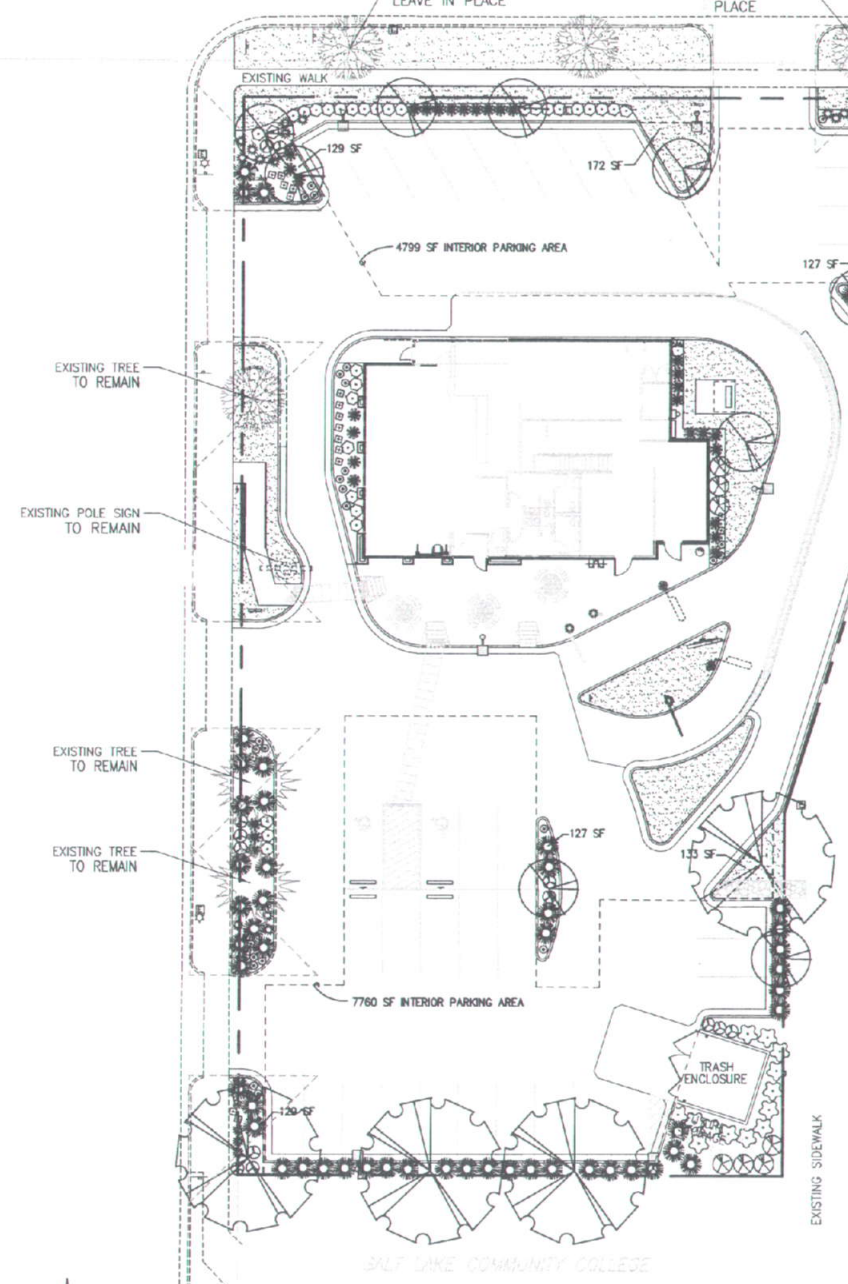 LEAVE IN PLACE
PLACE
EXISTING WALK
129 SF
172 SF
4799 SF INTERIOR PARKING AREA
127 SF
EXISTING TREE
TO REMAIN
EXISTING POLE SIGN
TO REMAIN
EXISTING TREE
TO REMAIN
127 SF
EXISTING TREE
TO REMAIN
133 SF
7760 SF INTERIOR PARKING AREA
TRASH
ENCLOSURE
129 SF
EXISTING SIDEWALK
SALT LAKE COMMUNITY COLLEGE